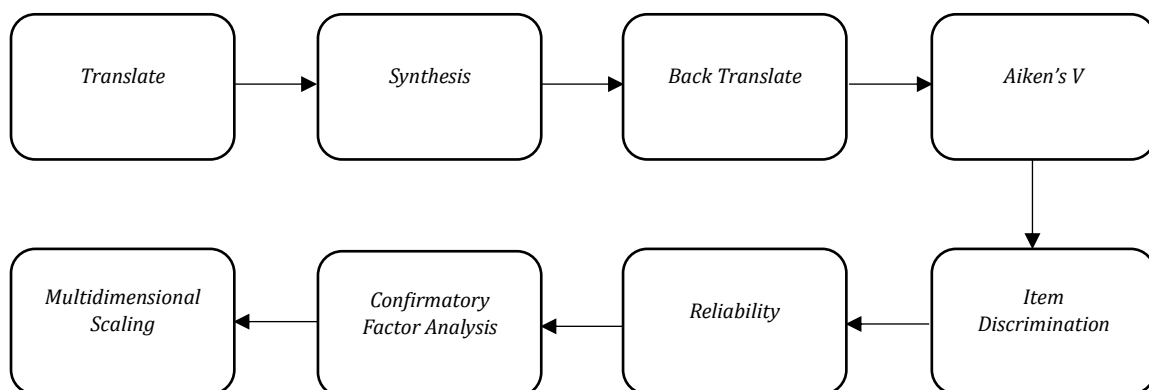 Translate
Synthesis
Back Translate
Aiken's V
Multidimensional
Scaling
Confirmatory
Factor Analysis
Reliability
Item
Discrimination